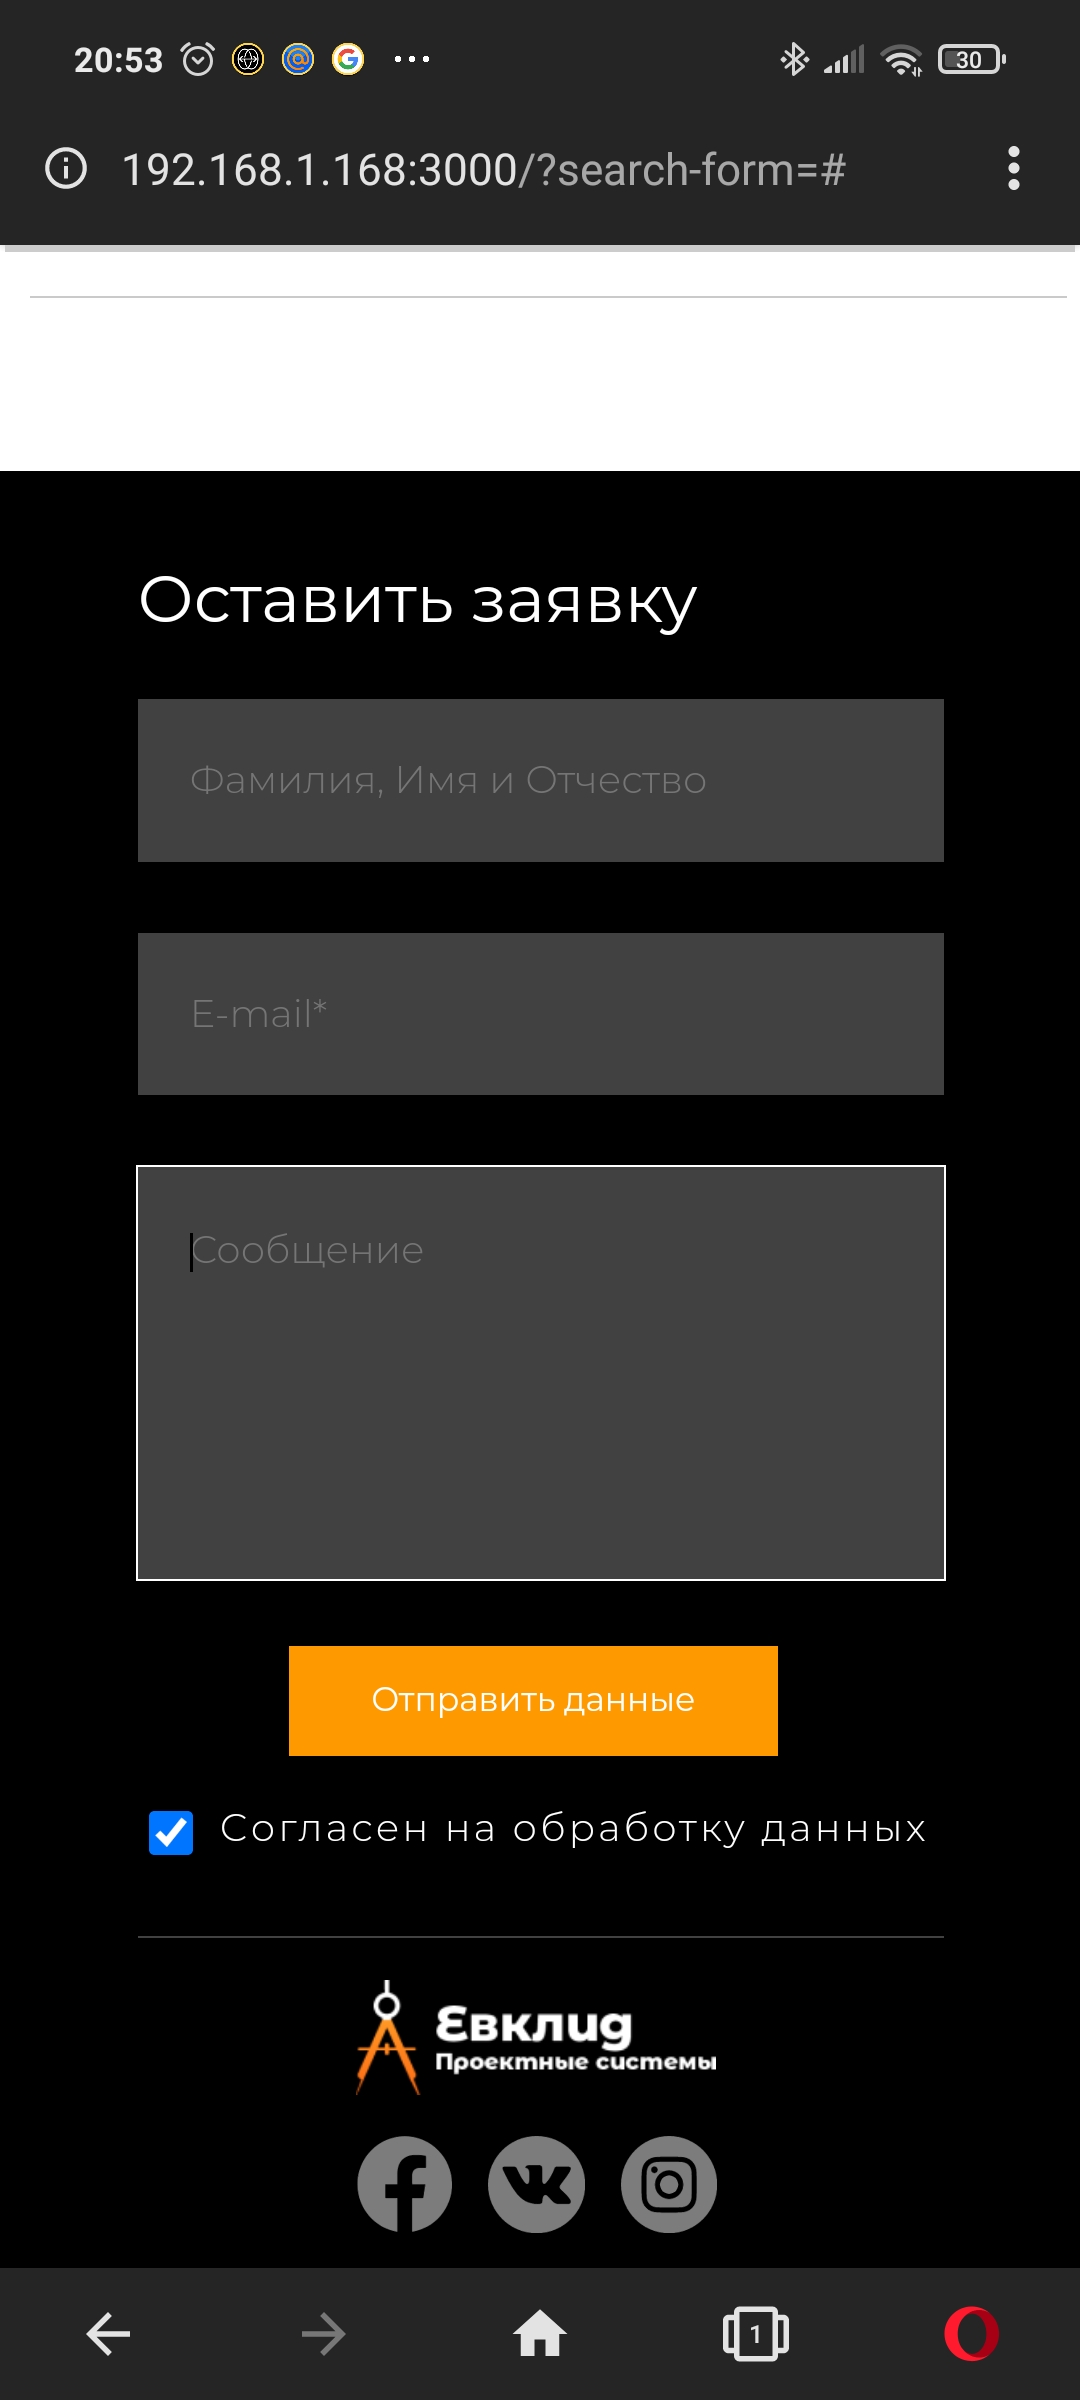 20:53
30
192.168.1.168:3000/?search-form=#
Оставить заявку
Фамилия, Имя и Отчество
E-mail*
Сообщение
Отправить данные
Согласен на обработку данных
Евклид
Проектные системы
1